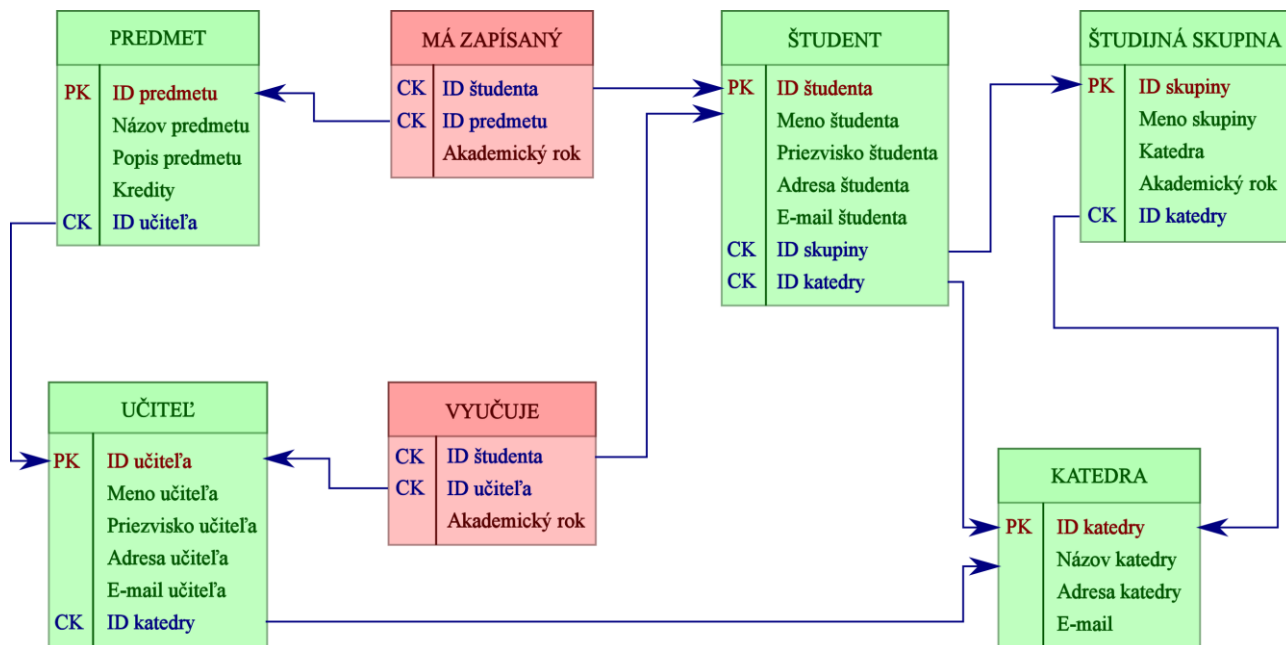 PREDMET
PK ID predmetu
Názov predmetu
Popis predmetu
Kredity
CK ID učiteľa
MÁ ZAPÍSANÝ
CK ID študenta
CK ID predmetu
Akademický rok
ŠTUDENT
PK ID študenta
Meno študenta
Priezvisko študenta
Adresa študenta
E-mail študenta
CK ID skupiny
CK ID katedry
ŠTUDIJNÁ SKUPINA
PK ID skupiny
Meno skupiny
Katedra
Akademický rok
CK ID katedry
UČITEĽ
PK ID učiteľa
Meno učiteľa
Priezvisko učiteľa
Adresa učiteľa
E-mail učiteľa
CK ID katedry
VYUČUJE
CK ID študenta
CK ID učiteľa
Akademický rok
KATEDRA
PK ID katedry
Názov katedry
Adresa katedry
E-mail